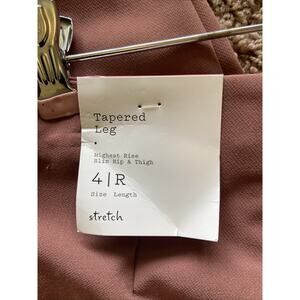 Tapered
Leg
.
Highest Rise
Slim Hip & Thigh
4|R
Size Length
stretch